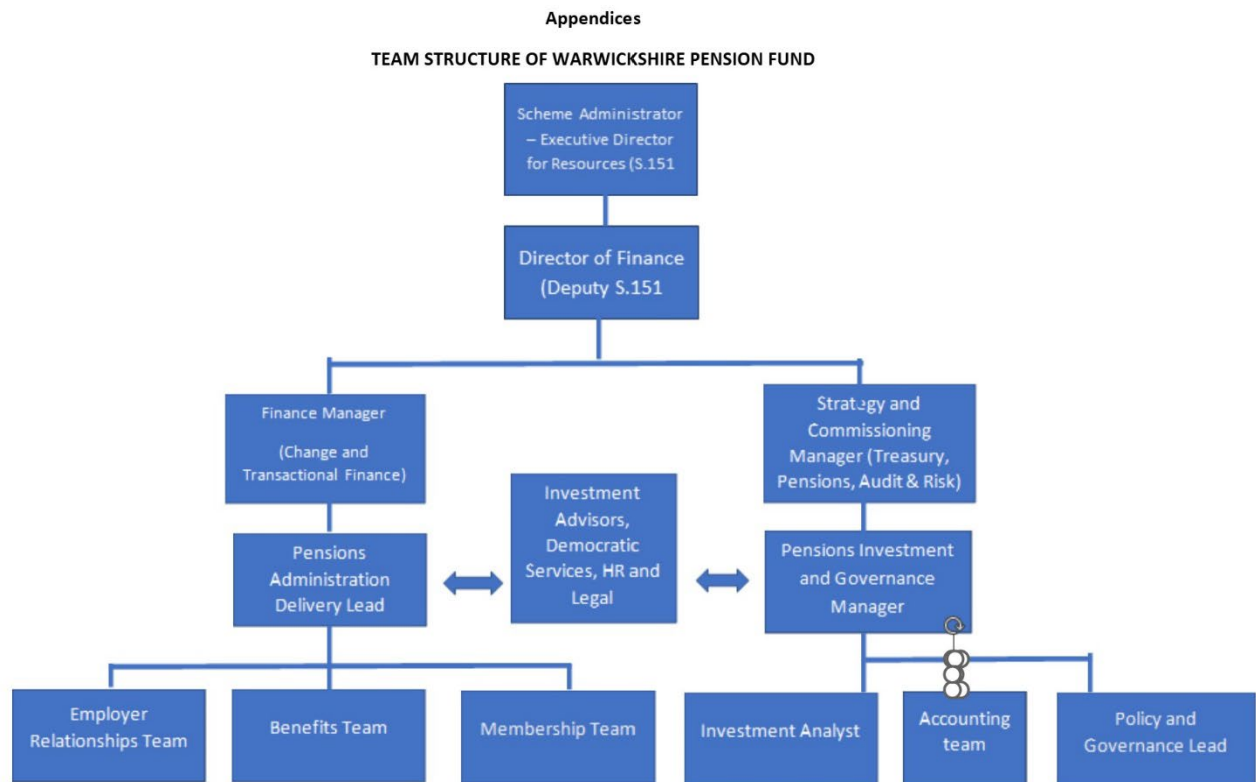 Appendices
TEAM STRUCTURE OF WARWICKSHIRE PENSION FUND
Scheme Administrator
– Executive Director
for Resources (S.151
Director of Finance
(Deputy S.151
Finance Manager
(Change and
Transactional Finance)
Strategy and
Commissioning
Manager (Treasury,
Pensions, Audit & Risk)
Investment
Advisors,
Democratic
Services, HR and
Legal
Pensions
Administration
Delivery Lead
Pensions Investment
and Governance
Manager
Employer
Relationships Team
Benefits Team
Membership Team
Investment Analyst
Accounting
team
Policy and
Governance Lead